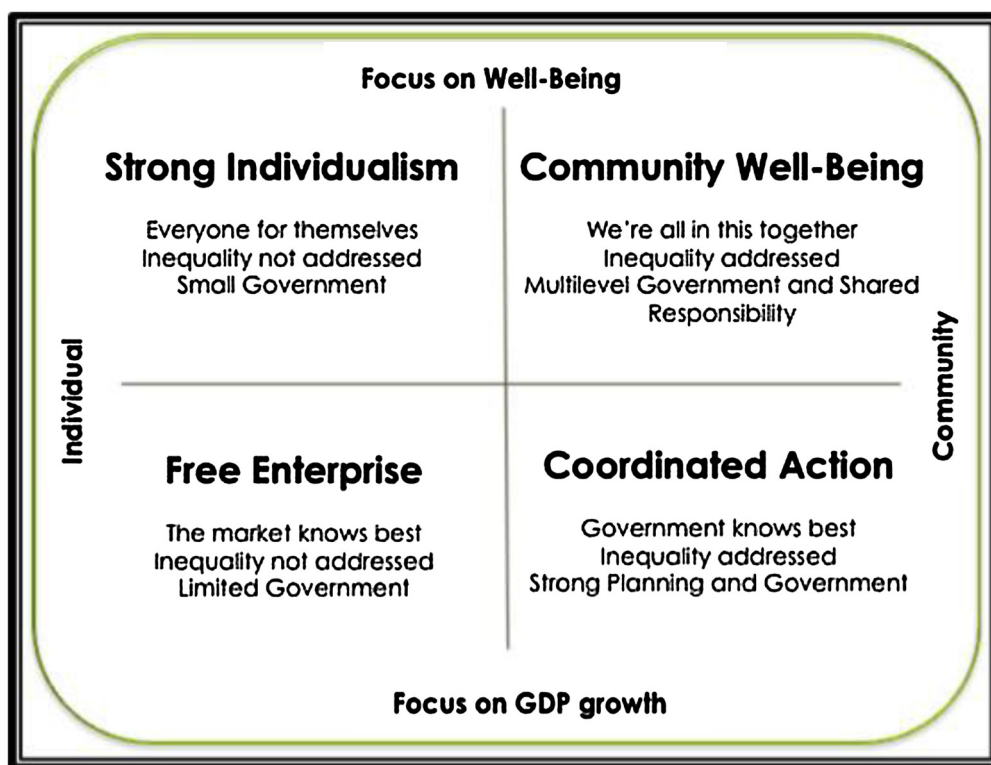 Focus on Well-Being
Strong Individualism
Everyone for themselves
Inequality not addressed
Small Government
Community Well-Being
We're all in this together
Inequality addressed
Multilevel Government and Shared
Responsibility
Individual
Community
Free Enterprise
The market knows best
Inequality not addressed
Limited Government
Coordinated Action
Government knows best
Inequality addressed
Strong Planning and Government
Focus on GDP growth